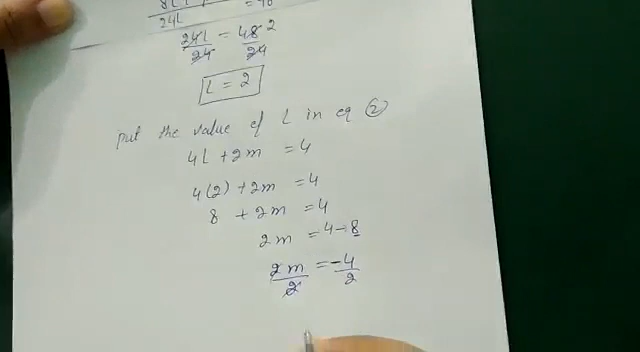 24L = 48
24L/24 = 48/24 2
L = 2
put the value of L in eq ②
4L + 2m = 4
4(2) + 2m = 4
8 + 2m = 4
2m = 4-8
2m/2 = -4/2